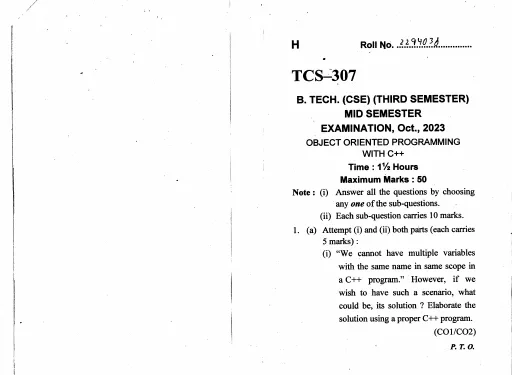 H
Roll No. 2294038
TCS–307
B. TECH. (CSE) (THIRD SEMESTER)
MID SEMESTER
EXAMINATION, Oct., 2023
OBJECT ORIENTED PROGRAMMING
WITH C++
Time : 1½ Hours
Maximum Marks : 50
Note : (i) Answer all the questions by choosing
any one of the sub-questions.
(ii) Each sub-question carries 10 marks.
1. (a) Attempt (i) and (ii) both parts (each carries
5 marks) :
(i) “We cannot have multiple variables
with the same name in same scope in
a C++ program.” However, if we
wish to have such a scenario, what
could be, its solution ? Elaborate the
solution using a proper C++ program.
(CO1/CO2)
P. T. O.